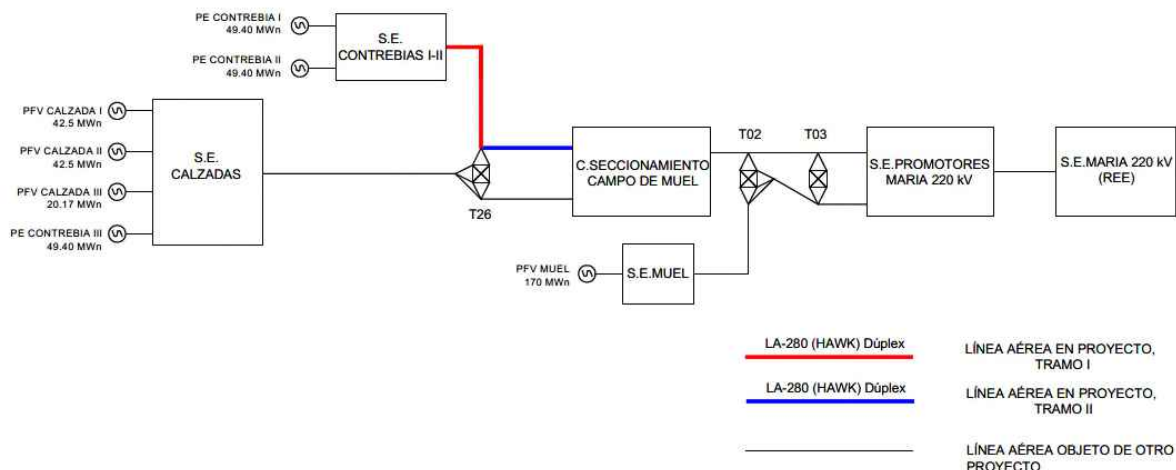 PE CONTREBIA I
49.40 MWn
PE CONTREBIA II
49.40 MWn
S.E.
CONTREBIAS I-II
PFV CALZADA I
42.5 MWn
PFV CALZADA II
42.5 MWn
PFV CALZADA III
20.17 MWn
PE CONTREBIA III
49.40 MWn
S.E.
CALZADAS
T26
C.SECCIONAMIENTO
CAMPO DE MUEL
T02
T03
S.E.PROMOTORES
MARIA 220 kV
S.E.MARIA 220 kV
(REE)
PFV MUEL
170 MWn
S.E.MUEL
LA-280 (HAWK) Dúplex
LÍNEA AÉREA EN PROYECTO,
TRAMO I
LA-280 (HAWK) Dúplex
LÍNEA AÉREA EN PROYECTO,
TRAMO II
LÍNEA AÉREA OBJETO DE OTRO
PROYECTO